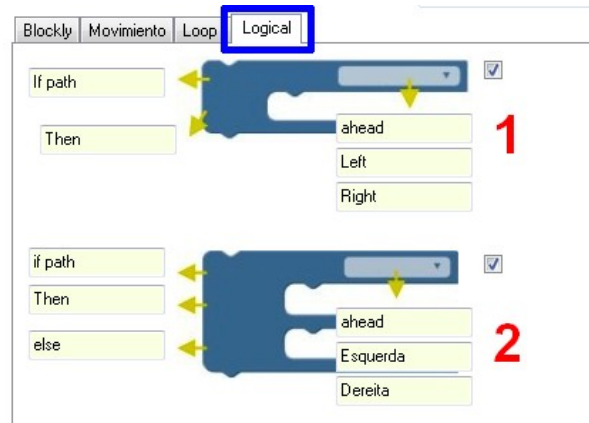 Blockly Movimiento Loop Logical
If path
Then
ahead
Left
Right
1
if path
Then
else
ahead
Esquerda
Dereita
2